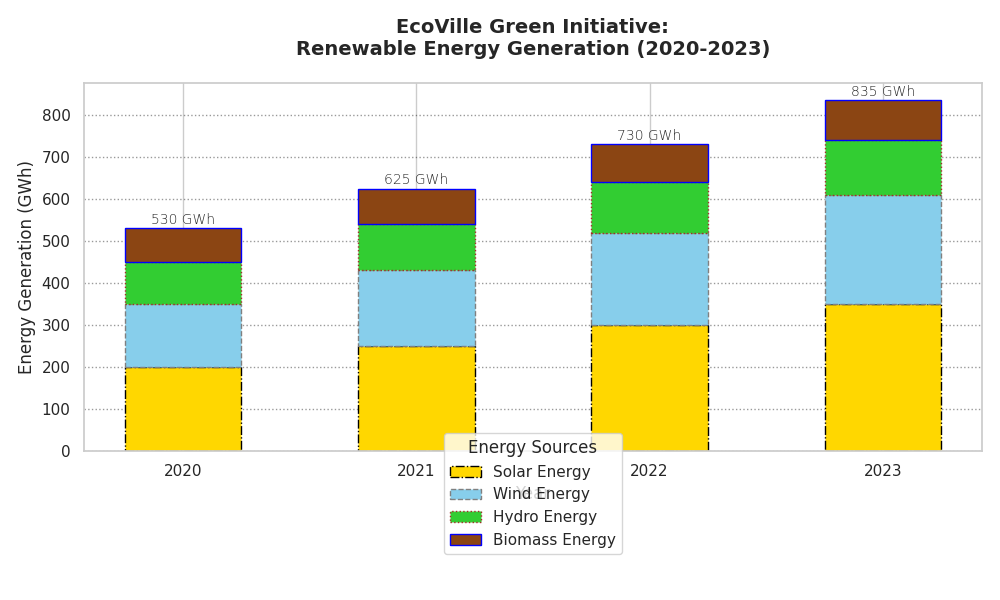 EcoVille Green Initiative:
Renewable Energy Generation (2020-2023)
Energy Generation (GWh)
800
700
600
500
400
300
200
100
0
530 GWh
625 GWh
730 GWh
835 GWh
2020
2021
2022
2023
Year
Energy Sources
Solar Energy
Wind Energy
Hydro Energy
Biomass Energy